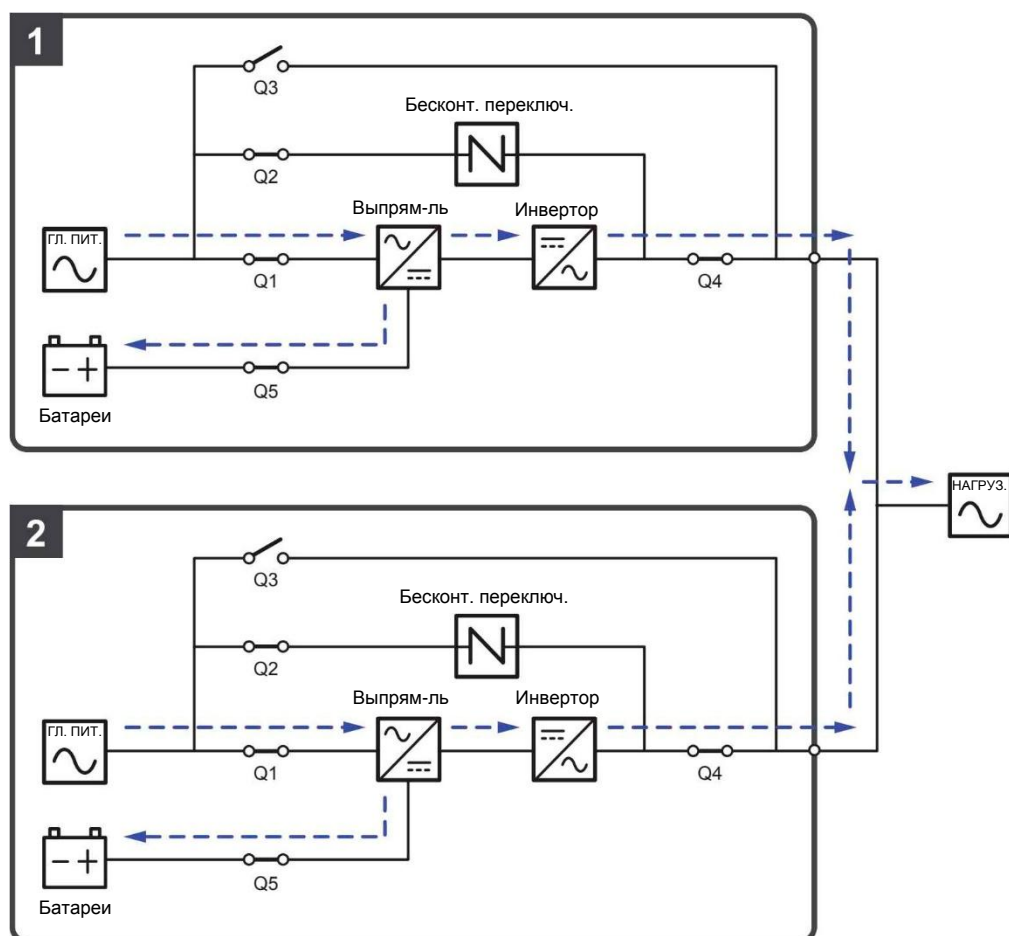 1
Q3
Бесконт. переключ.
Q2
Выпрям-ль
Инвертор
ГЛ. ПИТ.
Q1
Q4
Q5
Батареи
НАГРУЗ.
2
Q3
Бесконт. переключ.
Q2
Выпрям-ль
Инвертор
ГЛ. ПИТ.
Q1
Q4
Q5
Батареи